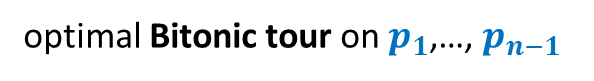 optimal Bitonic tour on p₁,..., pₙ₋₁